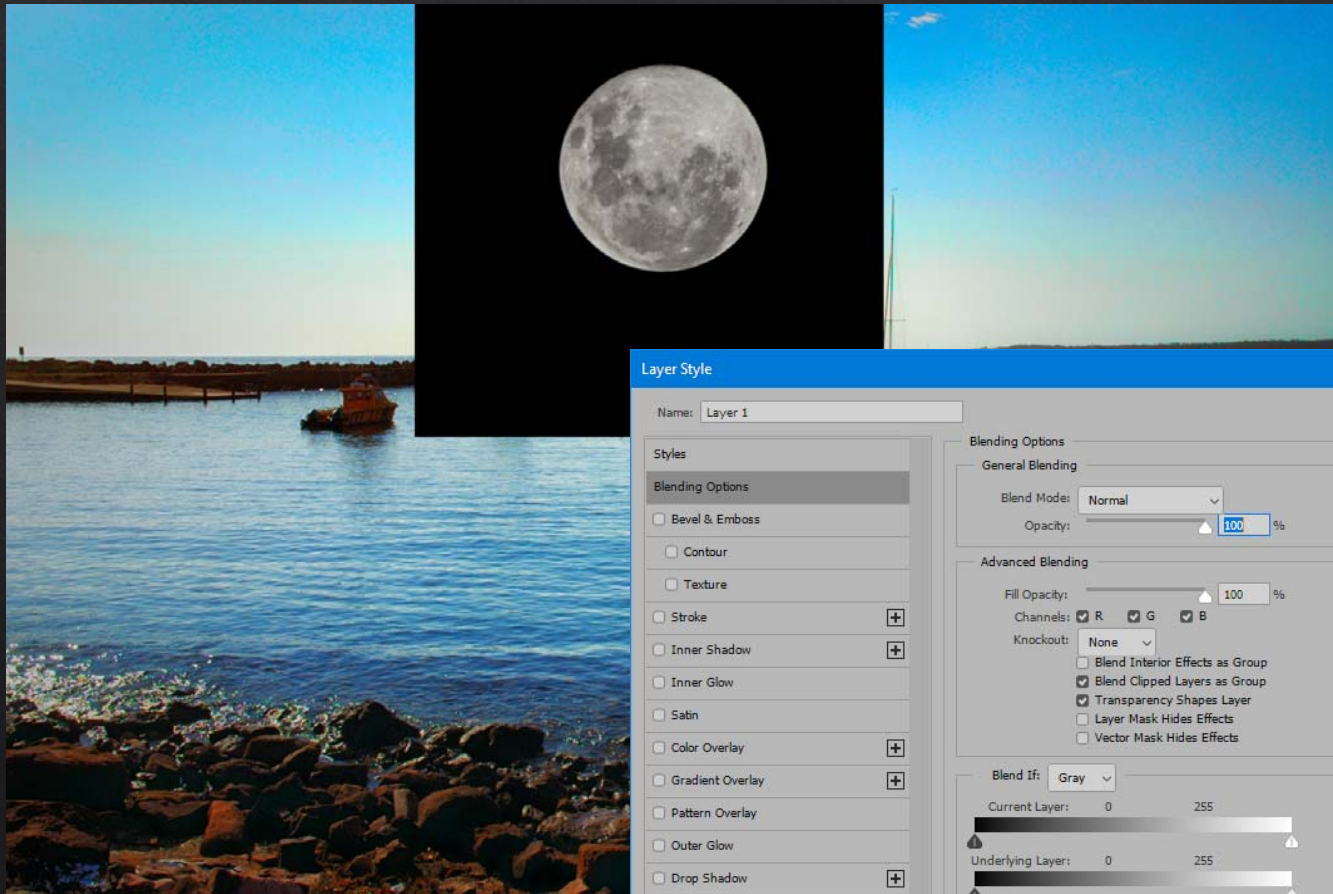 Layer Style
Name: Layer 1
Styles
Blending Options
Bevel & Emboss
Contour
Texture
Stroke
Inner Shadow
Inner Glow
Satin
Color Overlay
Gradient Overlay
Pattern Overlay
Outer Glow
Drop Shadow
Blending Options
General Blending
Blend Mode: Normal
Opacity: 100 %
Advanced Blending
Fill Opacity: 100 %
Channels: R G B
Knockout: None
Blend Interior Effects as Group
Blend Clipped Layers as Group
Transparency Shapes Layer
Layer Mask Hides Effects
Vector Mask Hides Effects
Blend If: Gray
Current Layer: 0 255
Underlying Layer: 0 255